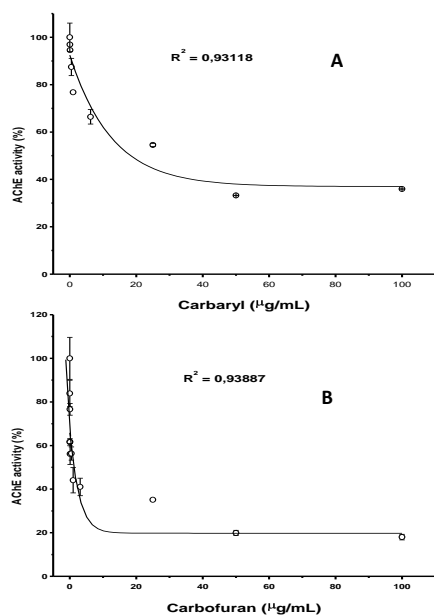 100
80
60
40
20
0
AChE activity (%)
R² = 0,93118
A
0 20 40 60 80 100
Carbaryl (µg/mL)
120
100
80
60
40
20
0
AChE activity (%)
R² = 0,93887
B
0 20 40 60 80 100
Carbofuran (µg/mL)